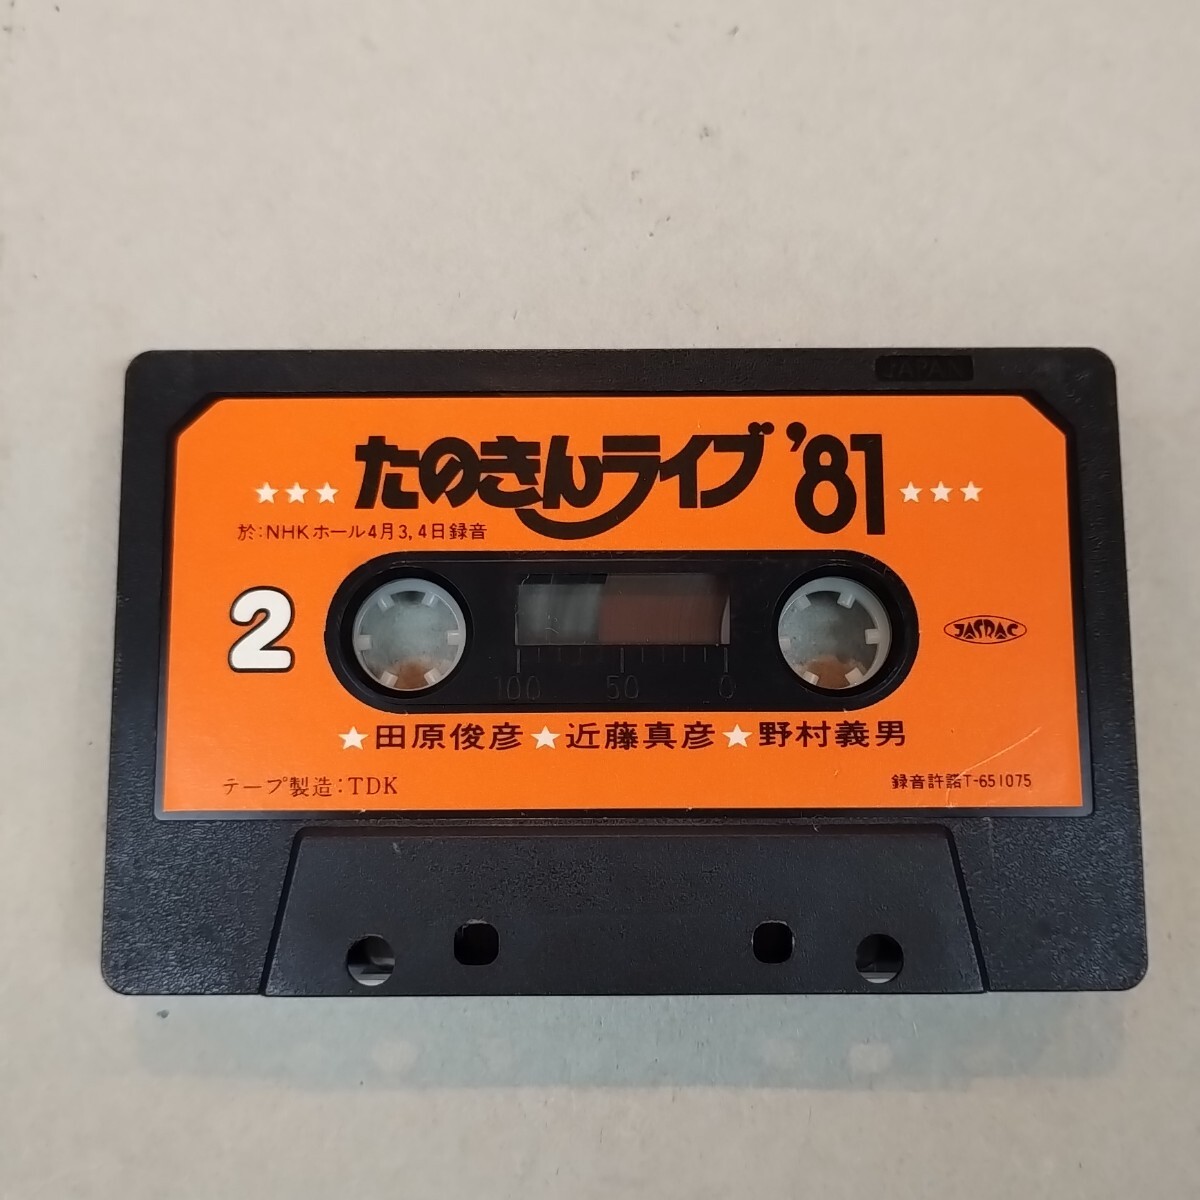 JAPAN
★★★ たのきんライブ '81 ★★★
於:NHKホール4月3,4日録音
2
JASRAC
100 50 0
★田原俊彦★近藤真彦★野村義男
テープ製造:TDK
録音許諾T-651075